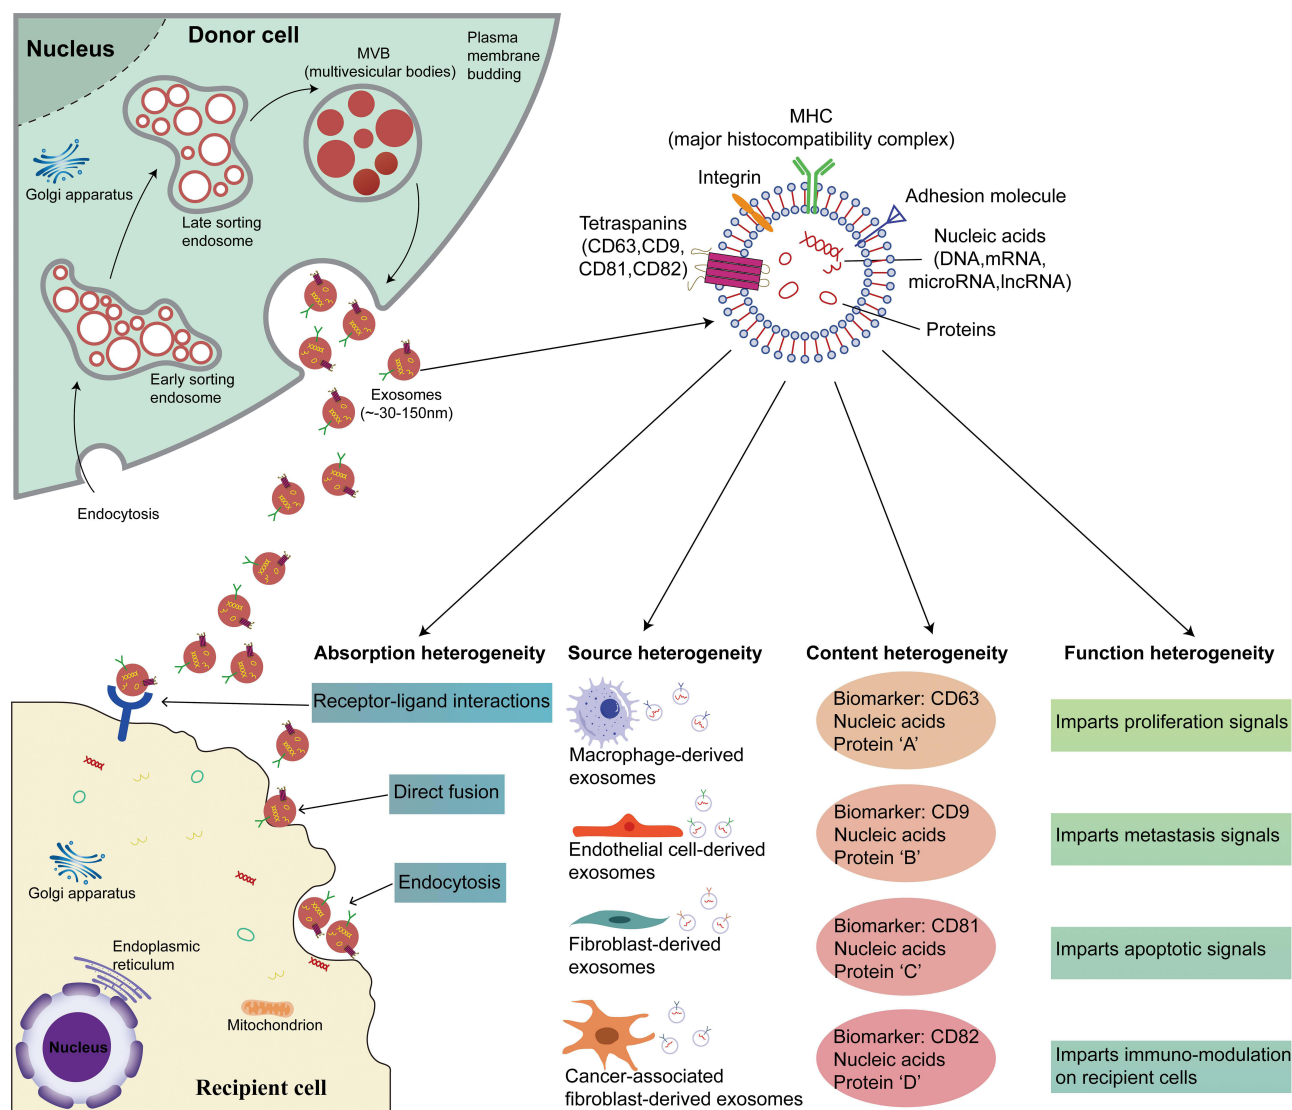 Nucleus
Donor cell
MVB
(multivesicular bodies)
Plasma
membrane
budding
Golgi apparatus
Late sorting
endosome
Early sorting
endosome
Endocytosis
Exosomes
(~-30-150nm)
MHC
(major histocompatibility complex)
Integrin
Adhesion molecule
Tetraspanins
(CD63,CD9,
CD81,CD82)
Nucleic acids
(DNA,mRNA,
microRNA,lncRNA)
Proteins
Absorption heterogeneity
Receptor-ligand interactions
Direct fusion
Endocytosis
Source heterogeneity
Macrophage-derived
exosomes
Endothelial cell-derived
exosomes
Fibroblast-derived
exosomes
Cancer-associated
fibroblast-derived exosomes
Content heterogeneity
Biomarker: CD63
Nucleic acids
Protein ‘A’
Biomarker: CD9
Nucleic acids
Protein ‘B’
Biomarker: CD81
Nucleic acids
Protein ‘C’
Biomarker: CD82
Nucleic acids
Protein ‘D’
Function heterogeneity
Imparts proliferation signals
Imparts metastasis signals
Imparts apoptotic signals
Imparts immuno-modulation
on recipient cells
Golgi apparatus
Endoplasmic
reticulum
Mitochondrion
Nucleus
Recipient cell